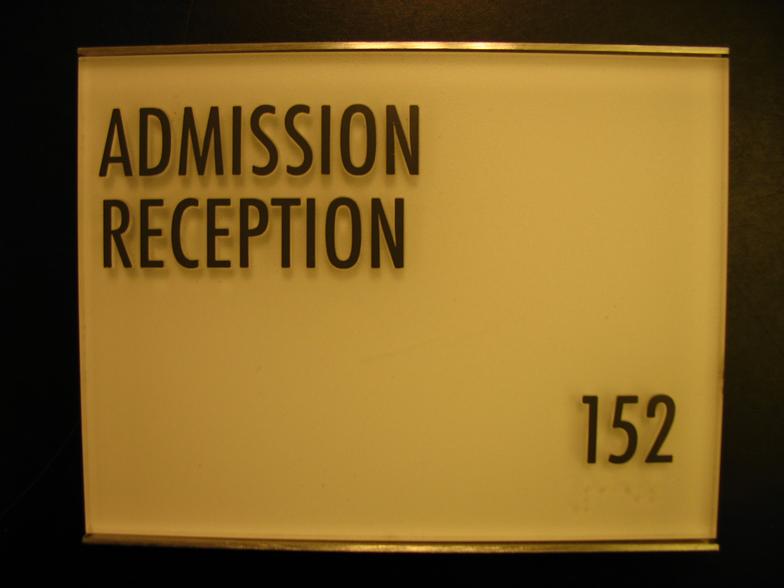 ADMISSION
RECEPTION
152